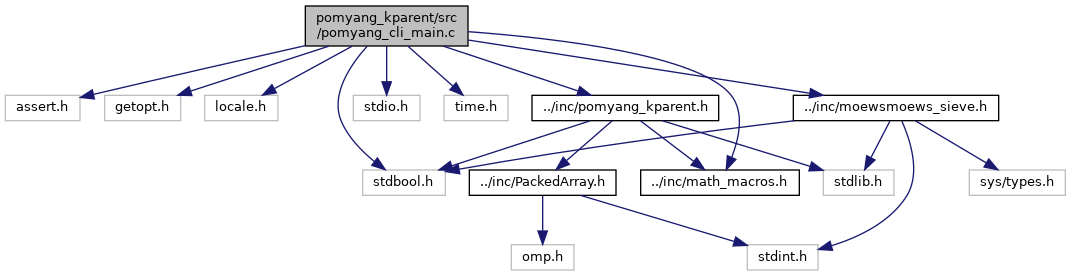 pomyang_kparent/src
/pomyang_cli_main.c
assert.h
getopt.h
locale.h
stdio.h
time.h
../inc/pomyang_kparent.h
../inc/moewsmoews_sieve.h
stdbool.h
../inc/PackedArray.h
../inc/math_macros.h
stdlib.h
sys/types.h
omp.h
stdint.h